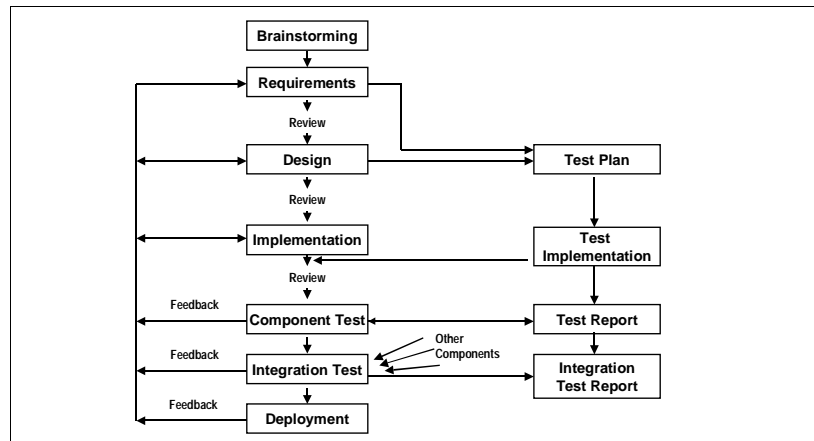 Brainstorming
Requirements
Review
Design
Test Plan
Review
Implementation
Test
Implementation
Review
Feedback
Component Test
Test Report
Other
Components
Feedback
Integration Test
Integration
Test Report
Feedback
Deployment